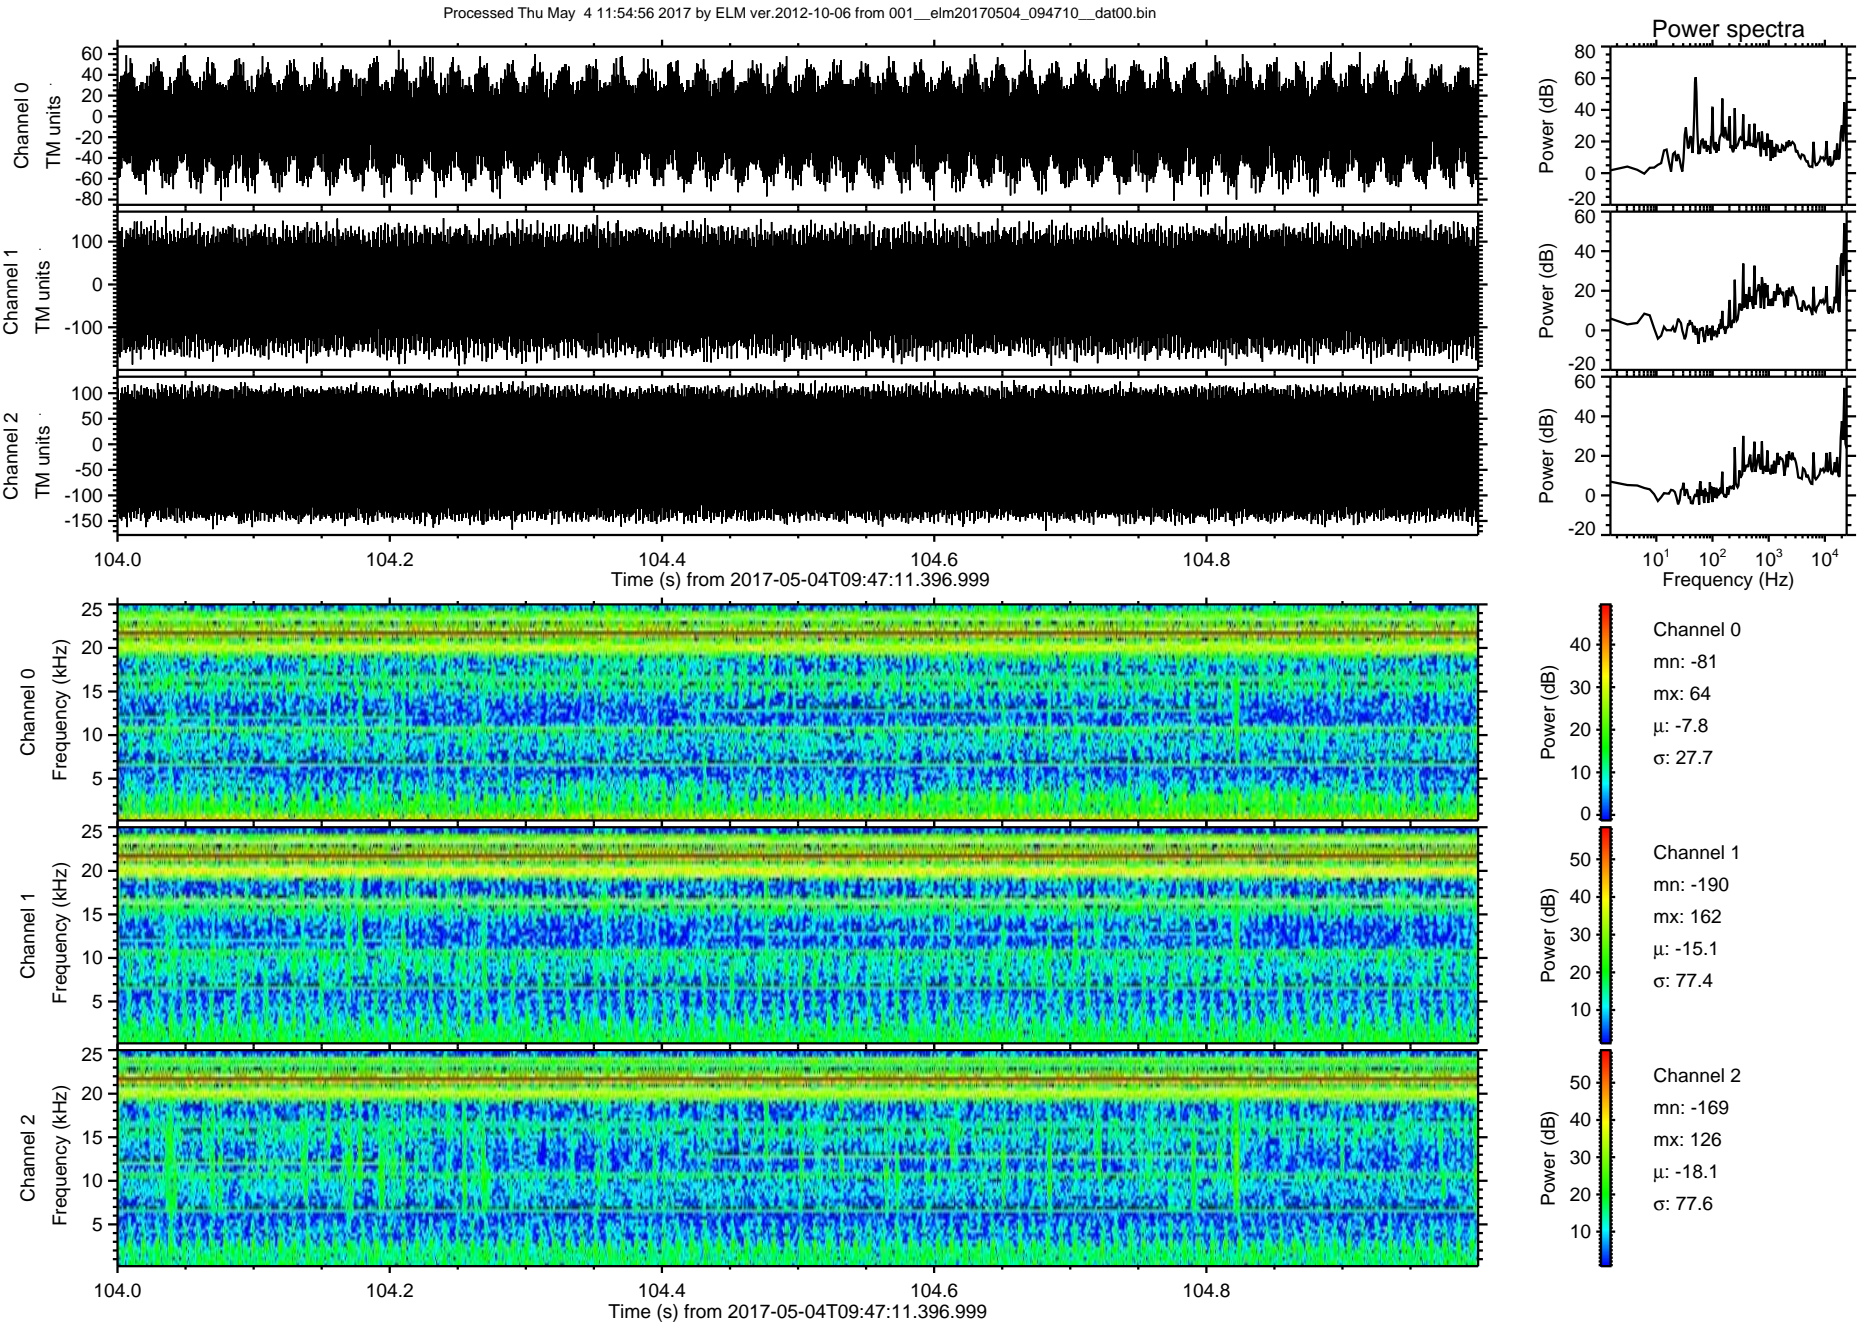 Processed Thu May  4 11:54:56 2017 by ELM ver.2012-10-06 from 001__elm20170504_094710__dat00.bin
Power spectra
Channel 0
TM units
60
40
20
0
-20
-40
-60
-80
Power (dB)
80
60
40
20
0
-20
Channel 1
TM units
100
0
-100
Power (dB)
60
40
20
0
-20
Channel 2
TM units
100
50
0
-50
-100
-150
Power (dB)
60
40
20
0
-20
104.0 104.2 104.4 104.6 104.8
Time (s) from 2017-05-04T09:47:11.396.999
10^1 10^2 10^3 10^4
Frequency (Hz)
Channel 0
Frequency (kHz)
25
20
15
10
5
Power (dB)
40
30
20
10
0
Channel 0
mn: -81
mx: 64
μ: -7.8
σ: 27.7
Channel 1
Frequency (kHz)
25
20
15
10
5
Power (dB)
50
40
30
20
10
Channel 1
mn: -190
mx: 162
μ: -15.1
σ: 77.4
Channel 2
Frequency (kHz)
25
20
15
10
5
Power (dB)
50
40
30
20
10
Channel 2
mn: -169
mx: 126
μ: -18.1
σ: 77.6
104.0 104.2 104.4 104.6 104.8
Time (s) from 2017-05-04T09:47:11.396.999